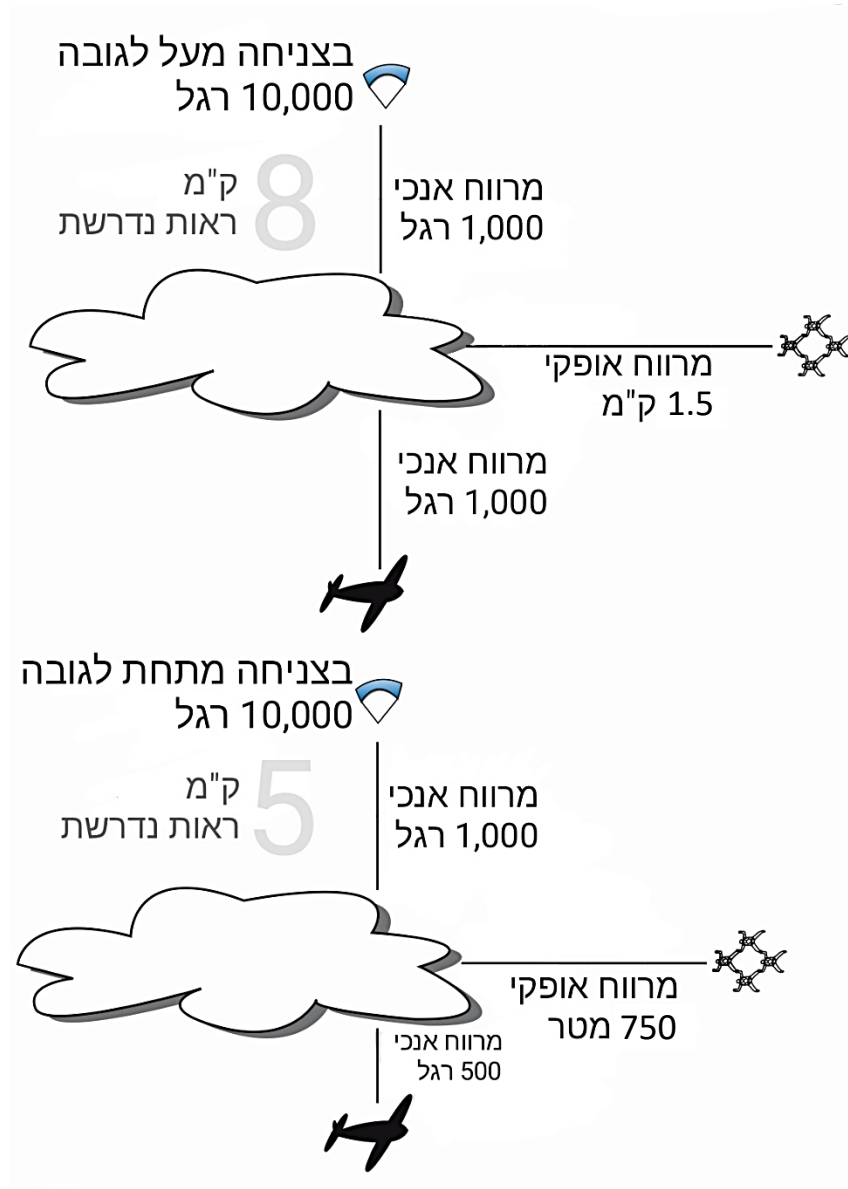 בצניחה מעל לגובה
10,000 רגל
8
ק"מ
ראות נדרשת
מרווח אנכי
1,000 רגל
מרווח אופקי
1.5 ק"מ
מרווח אנכי
1,000 רגל
בצניחה מתחת לגובה
10,000 רגל
5
ק"מ
ראות נדרשת
מרווח אנכי
1,000 רגל
מרווח אופקי
750 מטר
מרווח אנכי
500 רגל